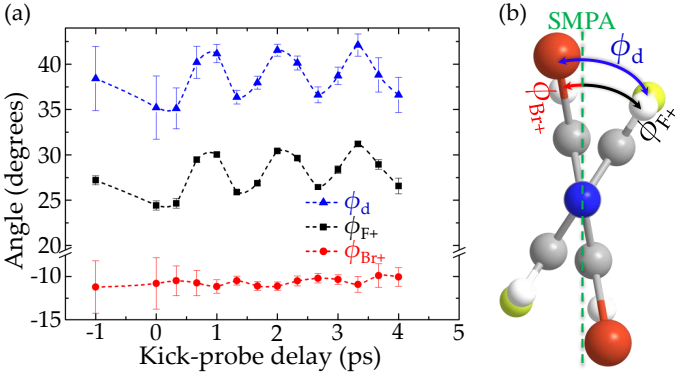 (a)
40
35
30
25
20
-10
-15
Angle (degrees)
ϕd
ϕF+
ϕBr+
-1 0 1 2 3 4 5
Kick-probe delay (ps)
(b)
SMPA
ϕd
ϕBr+
ϕF+